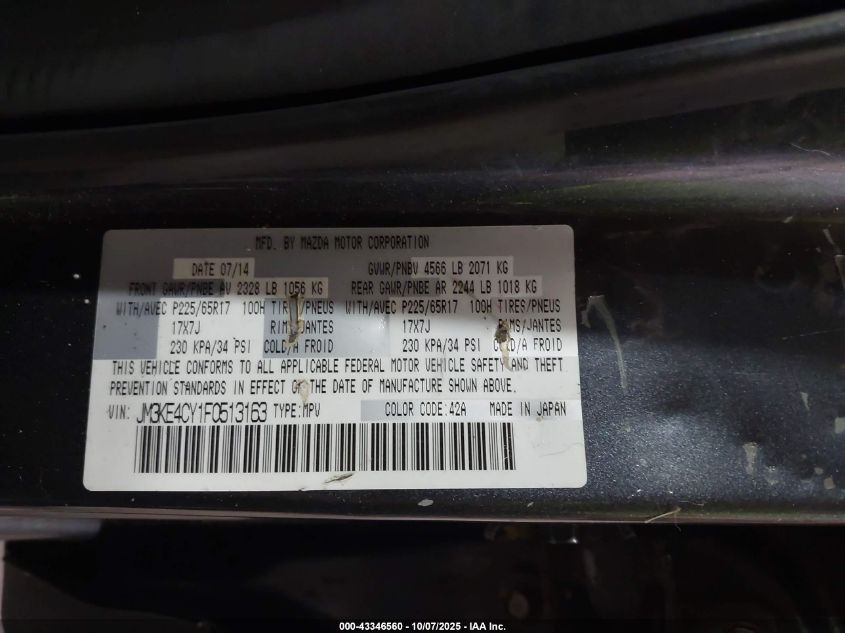 MFD. BY MAZDA MOTOR CORPORATION
DATE 07/14 GVWR/PNBV 4566 LB 2071 KG
FRONT GAWR/PNBE AV 2328 LB 1056 KG REAR GAWR/PNBE AR 2244 LB 1018 KG
WITH/AVEC P225/65R17 100H TIRES/PNEUS WITH/AVEC P225/65R17 100H TIRES/PNEUS
17X7J RIMS/JANTES 17X7J RIMS/JANTES
230 KPA/34 PSI COLD/A FROID 230 KPA/34 PSI COLD/A FROID
THIS VEHICLE CONFORMS TO ALL APPLICABLE FEDERAL MOTOR VEHICLE SAFETY AND THEFT
PREVENTION STANDARDS IN EFFECT ON THE DATE OF MANUFACTURE SHOWN ABOVE.
VIN: JM3KE4CY1F0513163 TYPE:MPV COLOR CODE:42A MADE IN JAPAN
000-43346560 - 10/07/2025 - IAA Inc.